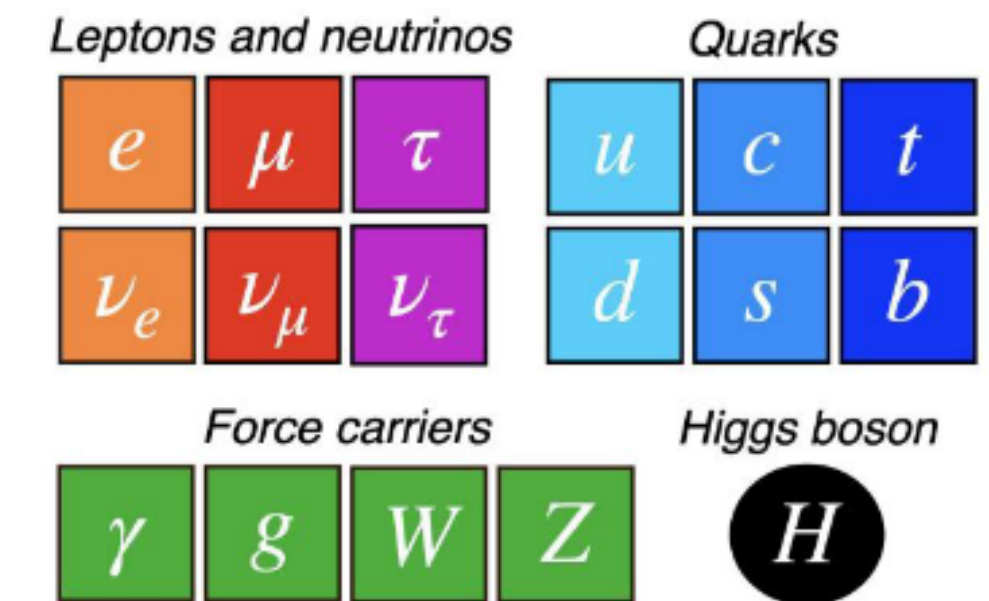 Leptons and neutrinos
Quarks
e μ τ
u c t
νe νμ ντ
d s b
Force carriers
Higgs boson
γ g W Z
H